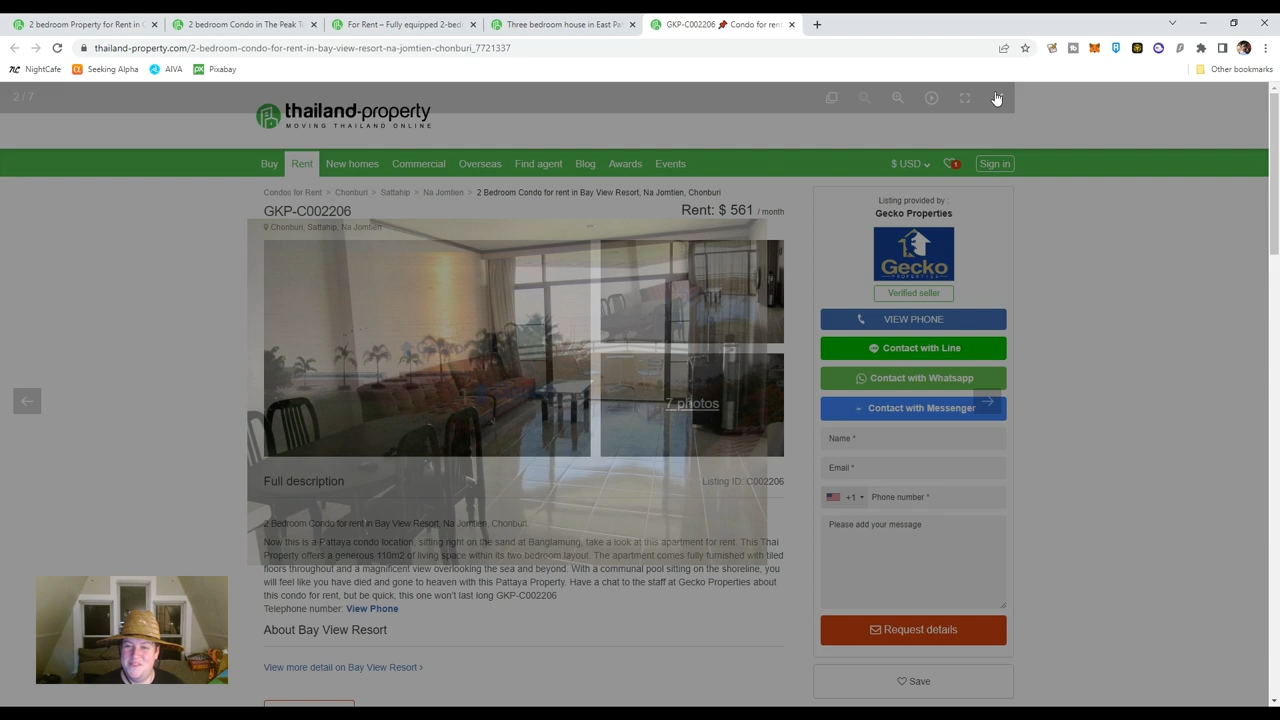 2 bedroom Property for Rent in C
2 bedroom Condo in The Peak To
For Rent – Fully equipped 2-bed
Three bedroom house in East Pat
GKP-C002206 📌 Condo for ren
thailand-property.com/2-bedroom-condo-for-rent-in-bay-view-resort-na-jomtien-chonburi_7721337
NightCafe
Seeking Alpha
AIVA
Pixabay
Other bookmarks
2 / 7
thailand-property
MOVING THAILAND ONLINE
Buy Rent New homes Commercial Overseas Find agent Blog Awards Events $ USD 1 Sign in
Condos for Rent > Chonburi > Sattahip > Na Jomtien > 2 Bedroom Condo for rent in Bay View Resort, Na Jomtien, Chonburi
GKP-C002206
Rent: $ 561 / month
Chonburi, Sattahip, Na Jomtien
7 photos
Full description
Listing ID: C002206
2 Bedroom Condo for rent in Bay View Resort, Na Jomtien, Chonburi
Now this is a Pattaya condo location, sitting right on the sand at Banglamung, take a look at this apartment for rent. This Thai
Property offers a generous 110m2 of living space within its two bedroom layout. The apartment comes fully furnished with tiled
floors throughout and a magnificent view overlooking the sea and beyond. With a communal pool sitting on the shoreline, you
will feel like you have died and gone to heaven with this Pattaya Property. Have a chat to the staff at Gecko Properties about
this condo for rent, but be quick, this one won't last long GKP-C002206
Telephone number: View Phone
About Bay View Resort
View more detail on Bay View Resort >
Listing provided by :
Gecko Properties
Gecko
PROPERTIES
Verified seller
VIEW PHONE
Contact with Line
Contact with Whatsapp
Contact with Messenger
Name *
Email *
+1 Phone number *
Please add your message
Request details
Save